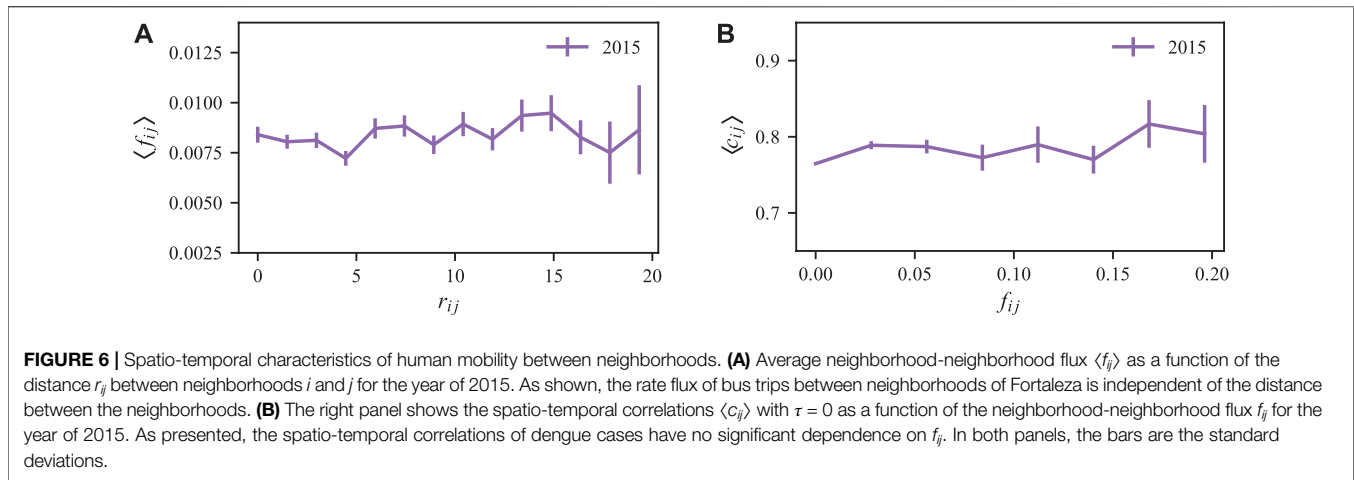 A
B
2015
2015
0.0125
0.0100
0.0075
0.0050
0.0025
⟨fij⟩
0
5
10
15
20
rij
0.9
0.8
0.7
⟨cij⟩
0.00
0.05
0.10
0.15
0.20
fij
FIGURE 6 | Spatio-temporal characteristics of human mobility between neighborhoods. (A) Average neighborhood-neighborhood flux ⟨fij⟩ as a function of the
distance rij between neighborhoods i and j for the year of 2015. As shown, the rate flux of bus trips between neighborhoods of Fortaleza is independent of the distance
between the neighborhoods. (B) The right panel shows the spatio-temporal correlations ⟨cij⟩ with τ = 0 as a function of the neighborhood-neighborhood flux fij for the
year of 2015. As presented, the spatio-temporal correlations of dengue cases have no significant dependence on fij. In both panels, the bars are the standard
deviations.